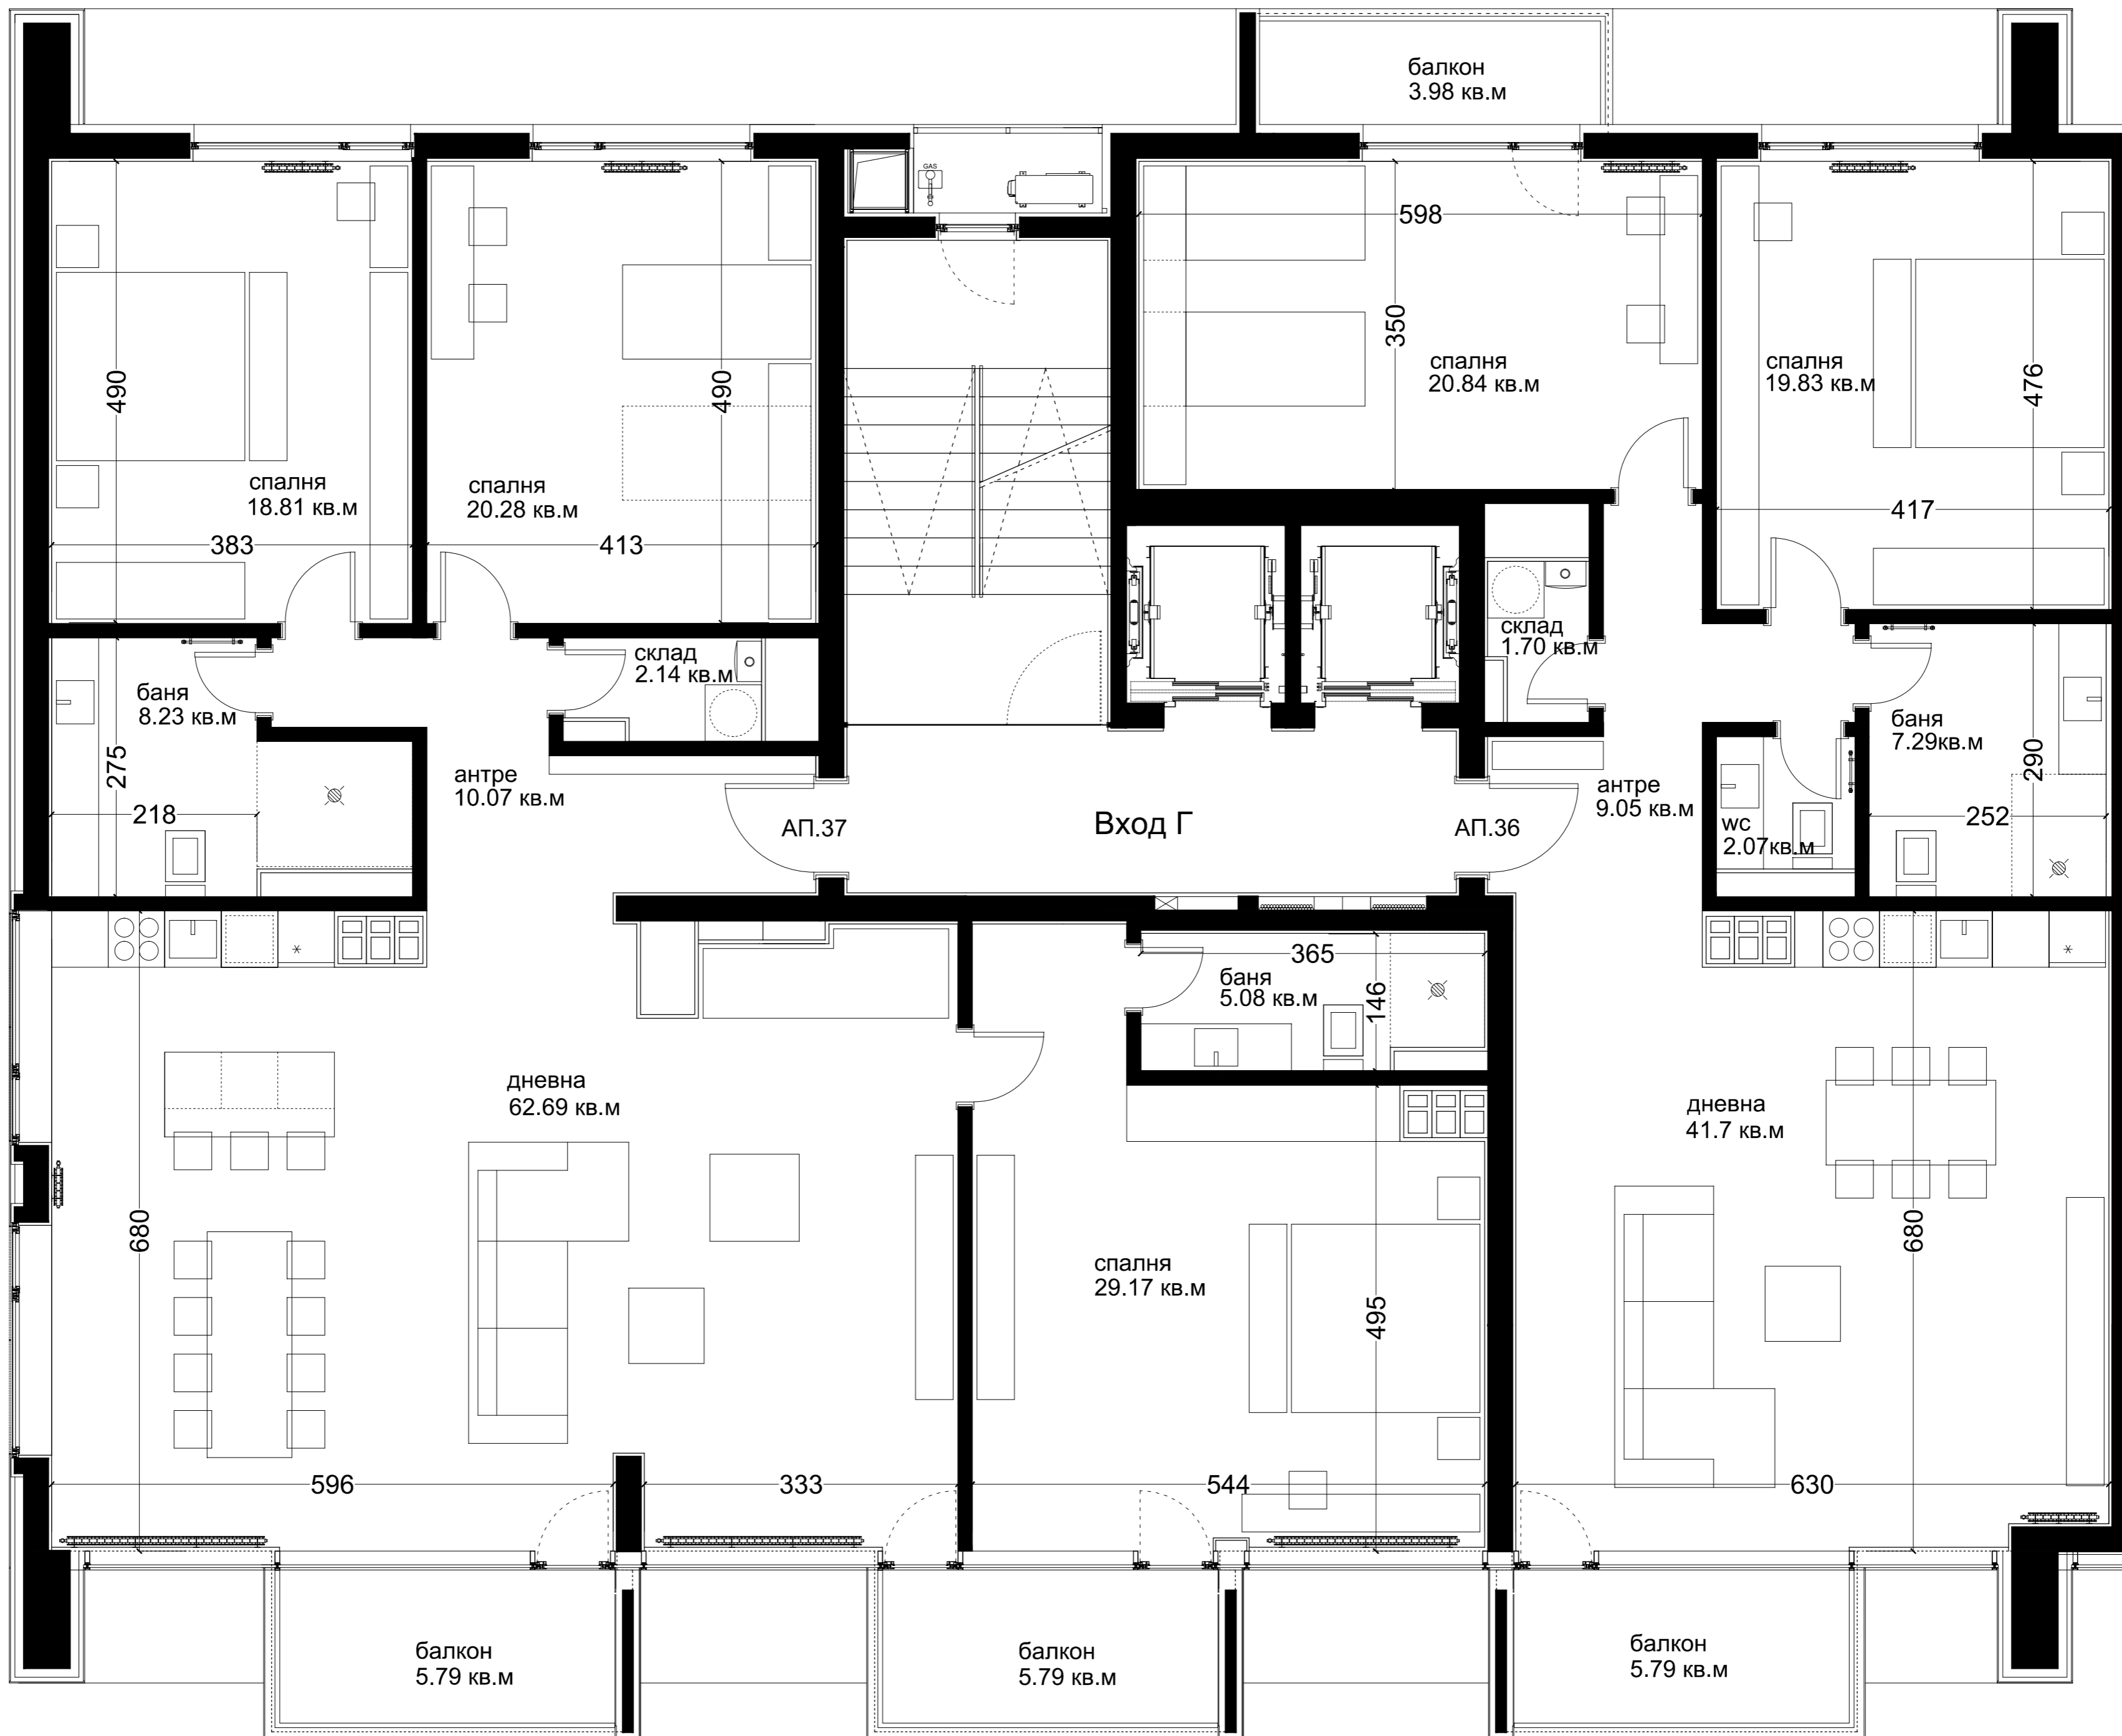 балкон
3.98 кв.м
GAS
598
350
490
490
476
спалня
20.84 кв.м
спалня
19.83 кв.м
спалня
18.81 кв.м
спалня
20.28 кв.м
417
383
413
склад
1.70 кв.м
склад
2.14 кв.м
баня
8.23 кв.м
баня
7.29кв.м
275
290
антре
10.07 кв.м
антре
9.05 кв.м
218
252
АП.37
Вход Г
АП.36
wc
2.07кв.м
365
баня
5.08 кв.м
146
дневна
62.69 кв.м
дневна
41.7 кв.м
680
680
спалня
29.17 кв.м
495
596
333
544
630
балкон
5.79 кв.м
балкон
5.79 кв.м
балкон
5.79 кв.м